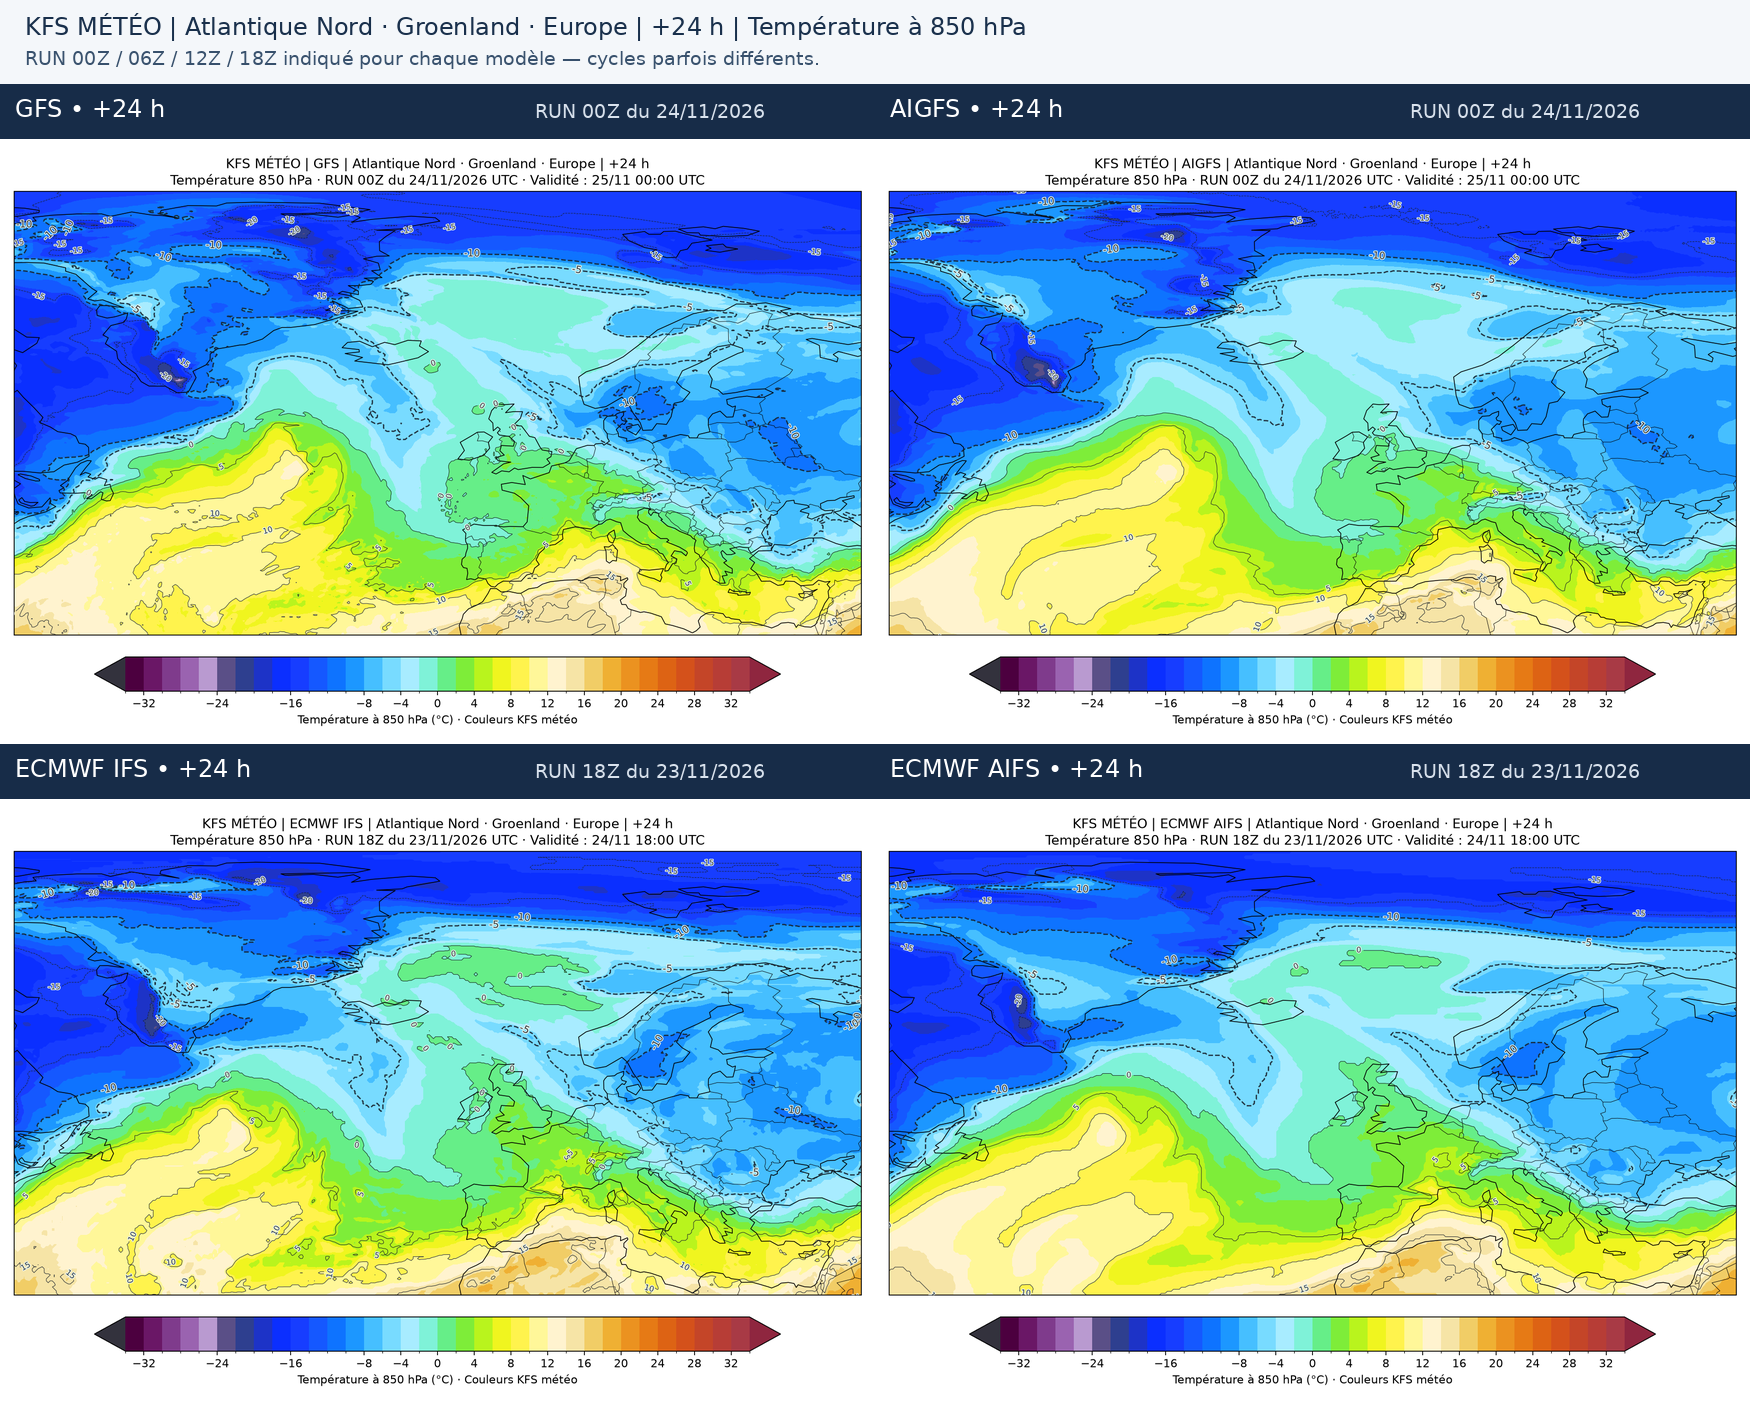 KFS MÉTÉO | Atlantique Nord · Groenland · Europe | +24 h | Température à 850 hPa
RUN 00Z / 06Z / 12Z / 18Z indiqué pour chaque modèle — cycles parfois différents.
GFS • +24 h
RUN 00Z du 24/11/2026
AIGFS • +24 h
RUN 00Z du 24/11/2026
KFS MÉTÉO | GFS | Atlantique Nord · Groenland · Europe | +24 h
Température 850 hPa · RUN 00Z du 24/11/2026 UTC · Validité : 25/11 00:00 UTC
KFS MÉTÉO | AIGFS | Atlantique Nord · Groenland · Europe | +24 h
Température 850 hPa · RUN 00Z du 24/11/2026 UTC · Validité : 25/11 00:00 UTC
−32 −24 −16 −8 −4 0 4 8 12 16 20 24 28 32
Température à 850 hPa (°C) · Couleurs KFS météo
−32 −24 −16 −8 −4 0 4 8 12 16 20 24 28 32
Température à 850 hPa (°C) · Couleurs KFS météo
ECMWF IFS • +24 h
RUN 18Z du 23/11/2026
ECMWF AIFS • +24 h
RUN 18Z du 23/11/2026
KFS MÉTÉO | ECMWF IFS | Atlantique Nord · Groenland · Europe | +24 h
Température 850 hPa · RUN 18Z du 23/11/2026 UTC · Validité : 24/11 18:00 UTC
KFS MÉTÉO | ECMWF AIFS | Atlantique Nord · Groenland · Europe | +24 h
Température 850 hPa · RUN 18Z du 23/11/2026 UTC · Validité : 24/11 18:00 UTC
−32 −24 −16 −8 −4 0 4 8 12 16 20 24 28 32
Température à 850 hPa (°C) · Couleurs KFS météo
−32 −24 −16 −8 −4 0 4 8 12 16 20 24 28 32
Température à 850 hPa (°C) · Couleurs KFS météo